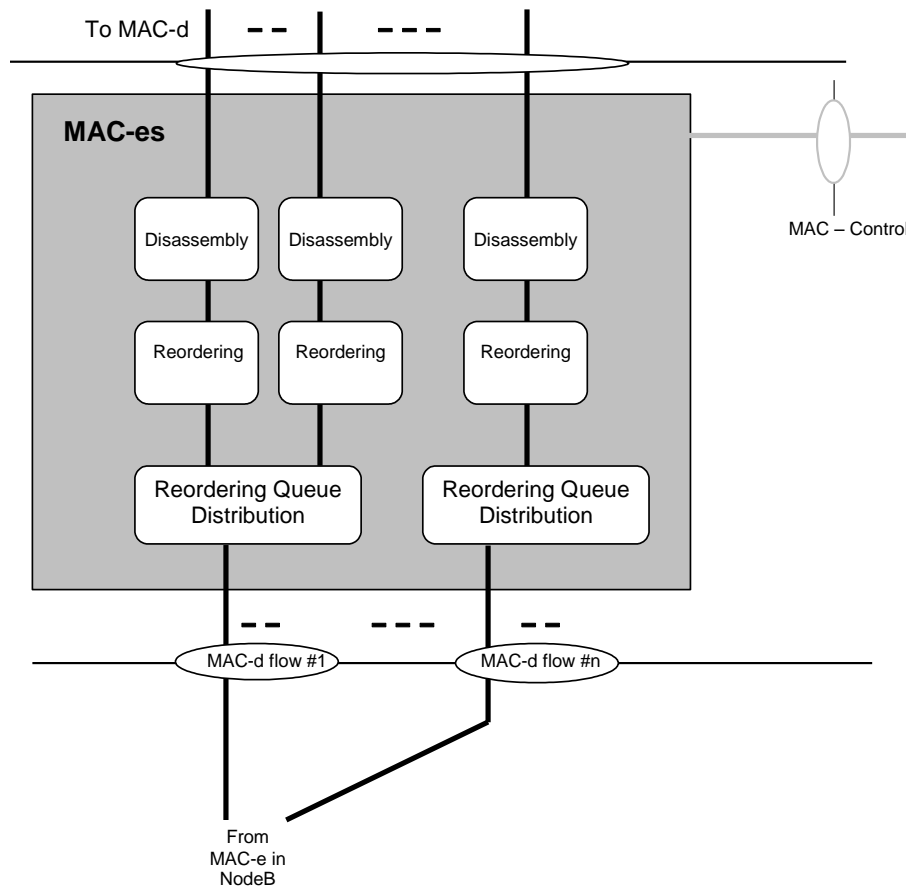 To MAC-d
MAC-es
MAC – Control
Disassembly
Disassembly
Disassembly
Reordering
Reordering
Reordering
Reordering Queue
Distribution
Reordering Queue
Distribution
MAC-d flow #1
MAC-d flow #n
From
MAC-e in
NodeB